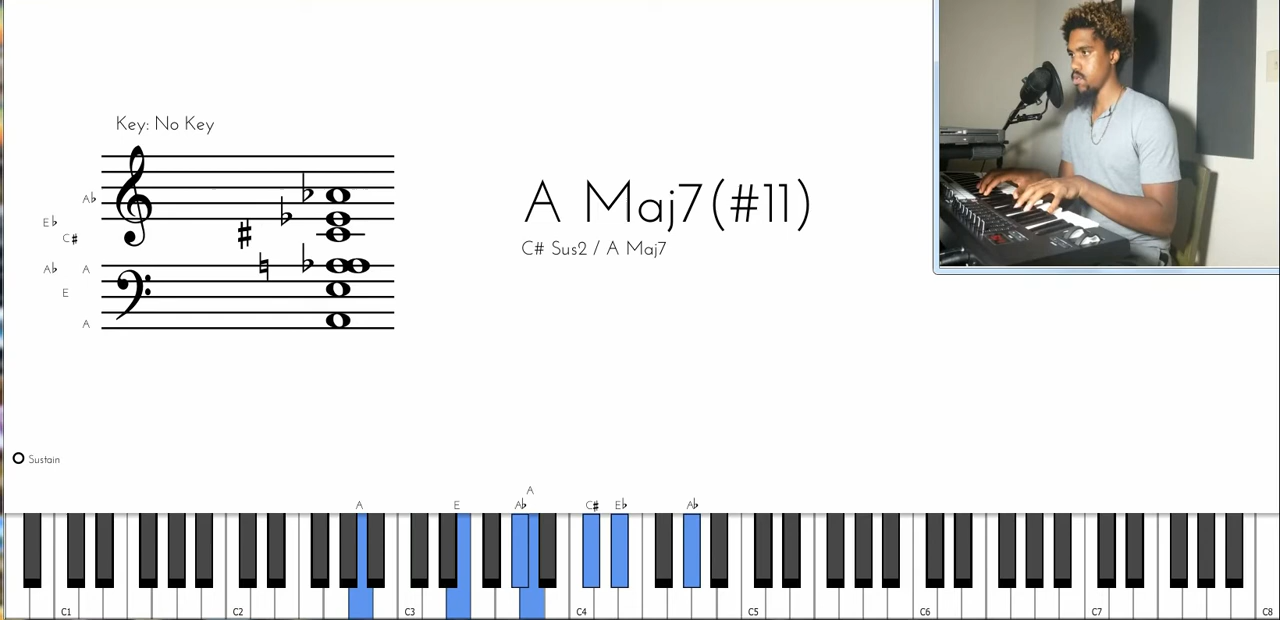 Key: No Key
A♭
E♭
C♯
A♭ A
E
A
A Maj7(#11)
C# Sus2 / A Maj7
Sustain
A
A E A♭ C♯ E♭ A♭
C1 C2 C3 C4 C5 C6 C7 C8